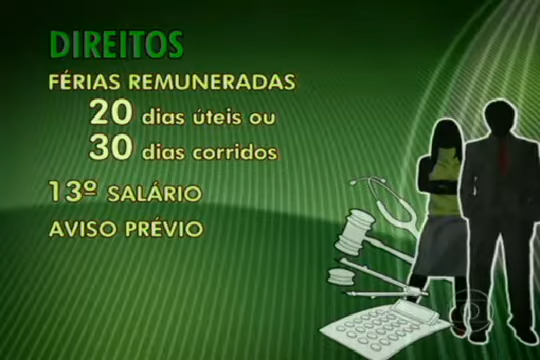 DIREITOS
FÉRIAS REMUNERADAS
20 dias úteis ou
30 dias corridos
13º SALÁRIO
AVISO PRÉVIO